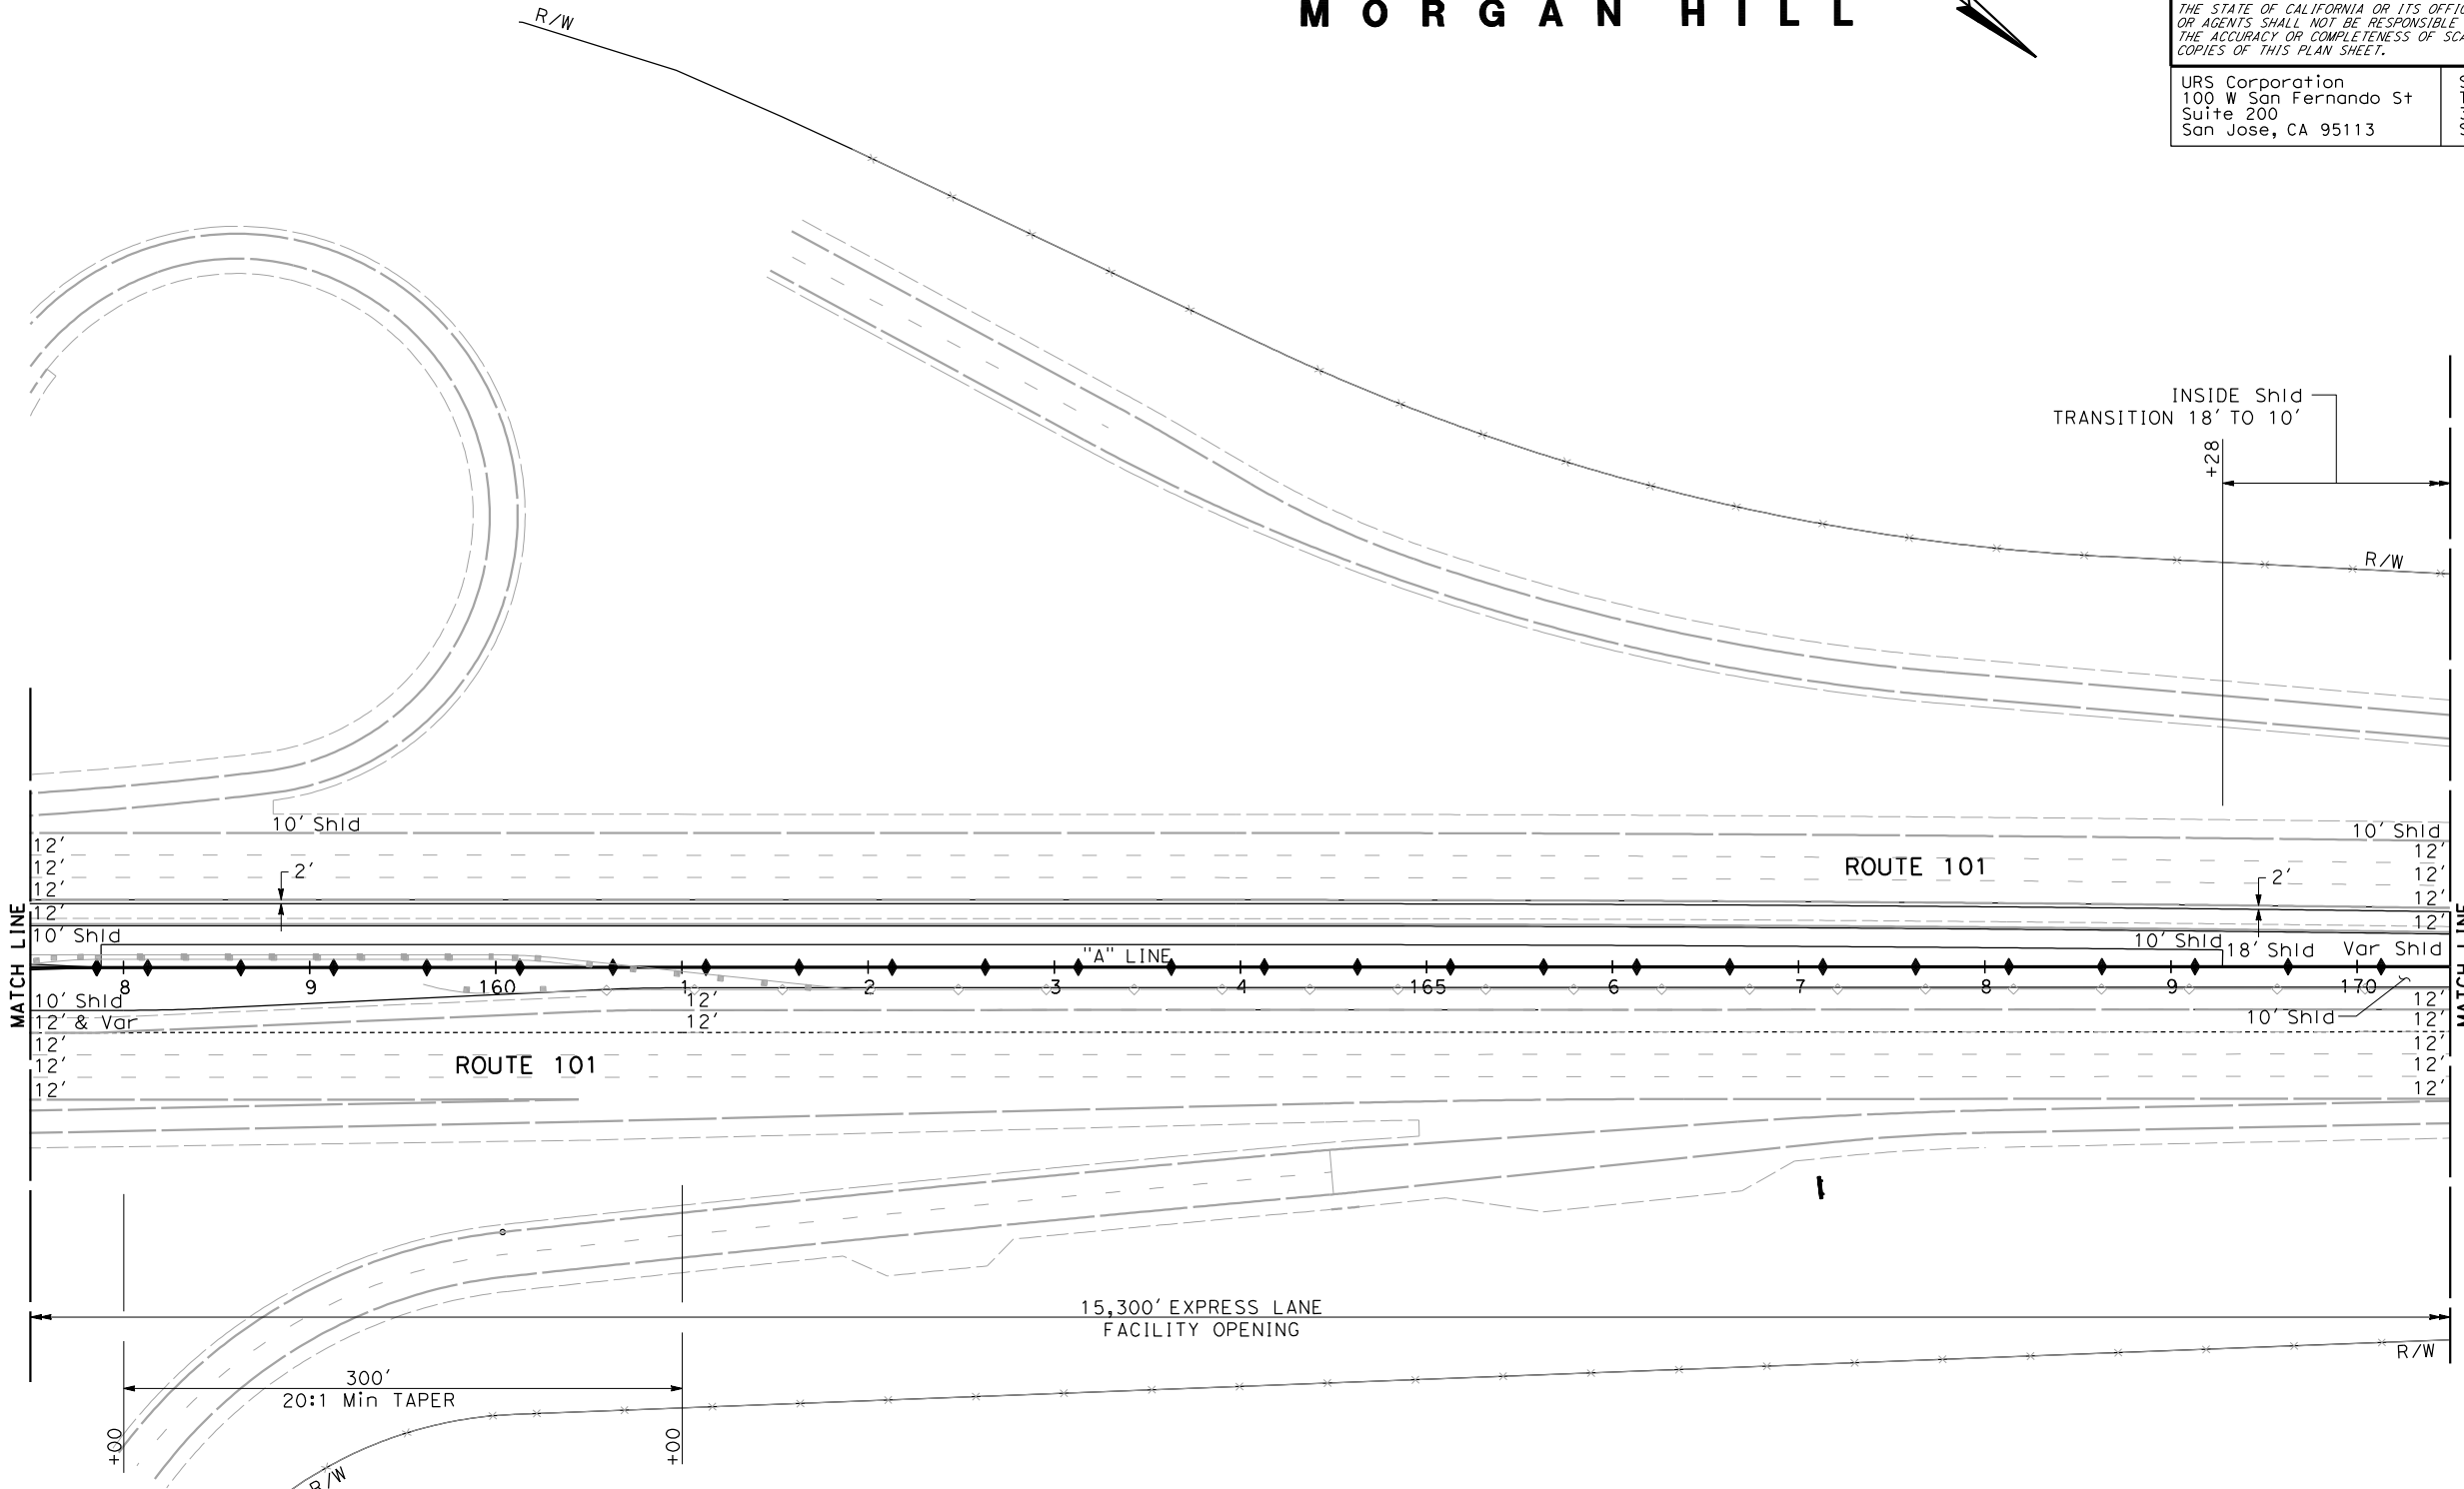 R/W
MORGAN HILL
THE STATE OF CALIFORNIA OR ITS
OR AGENTS SHALL NOT BE RESPONSIBLE
THE ACCURACY OR COMPLETENESS OF
COPIES OF THIS PLAN SHEET.
URS Corporation
100 W San Fernando St
Suite 200
San Jose, CA 95113
INSIDE Shld
TRANSITION 18' TO 10'
+28
R/W
10' Shld
10' Shld
12'
12'
12'
12'
2'
ROUTE 101
12'
12'
12'
12'
2'
MATCH LINE
10' Shld
"A" LINE
10' Shld
18' Shld
Var Shld
MATCH LINE
8
9
160
1
2
3
4
165
6
7
8
9
170
10' Shld
12' & Var
12'
12'
12'
12'
12'
10' Shld
12'
12'
12'
12'
12'
ROUTE 101
15,300' EXPRESS LANE
FACILITY OPENING
300'
20:1 Min TAPER
+00
+00
R/W
R/W